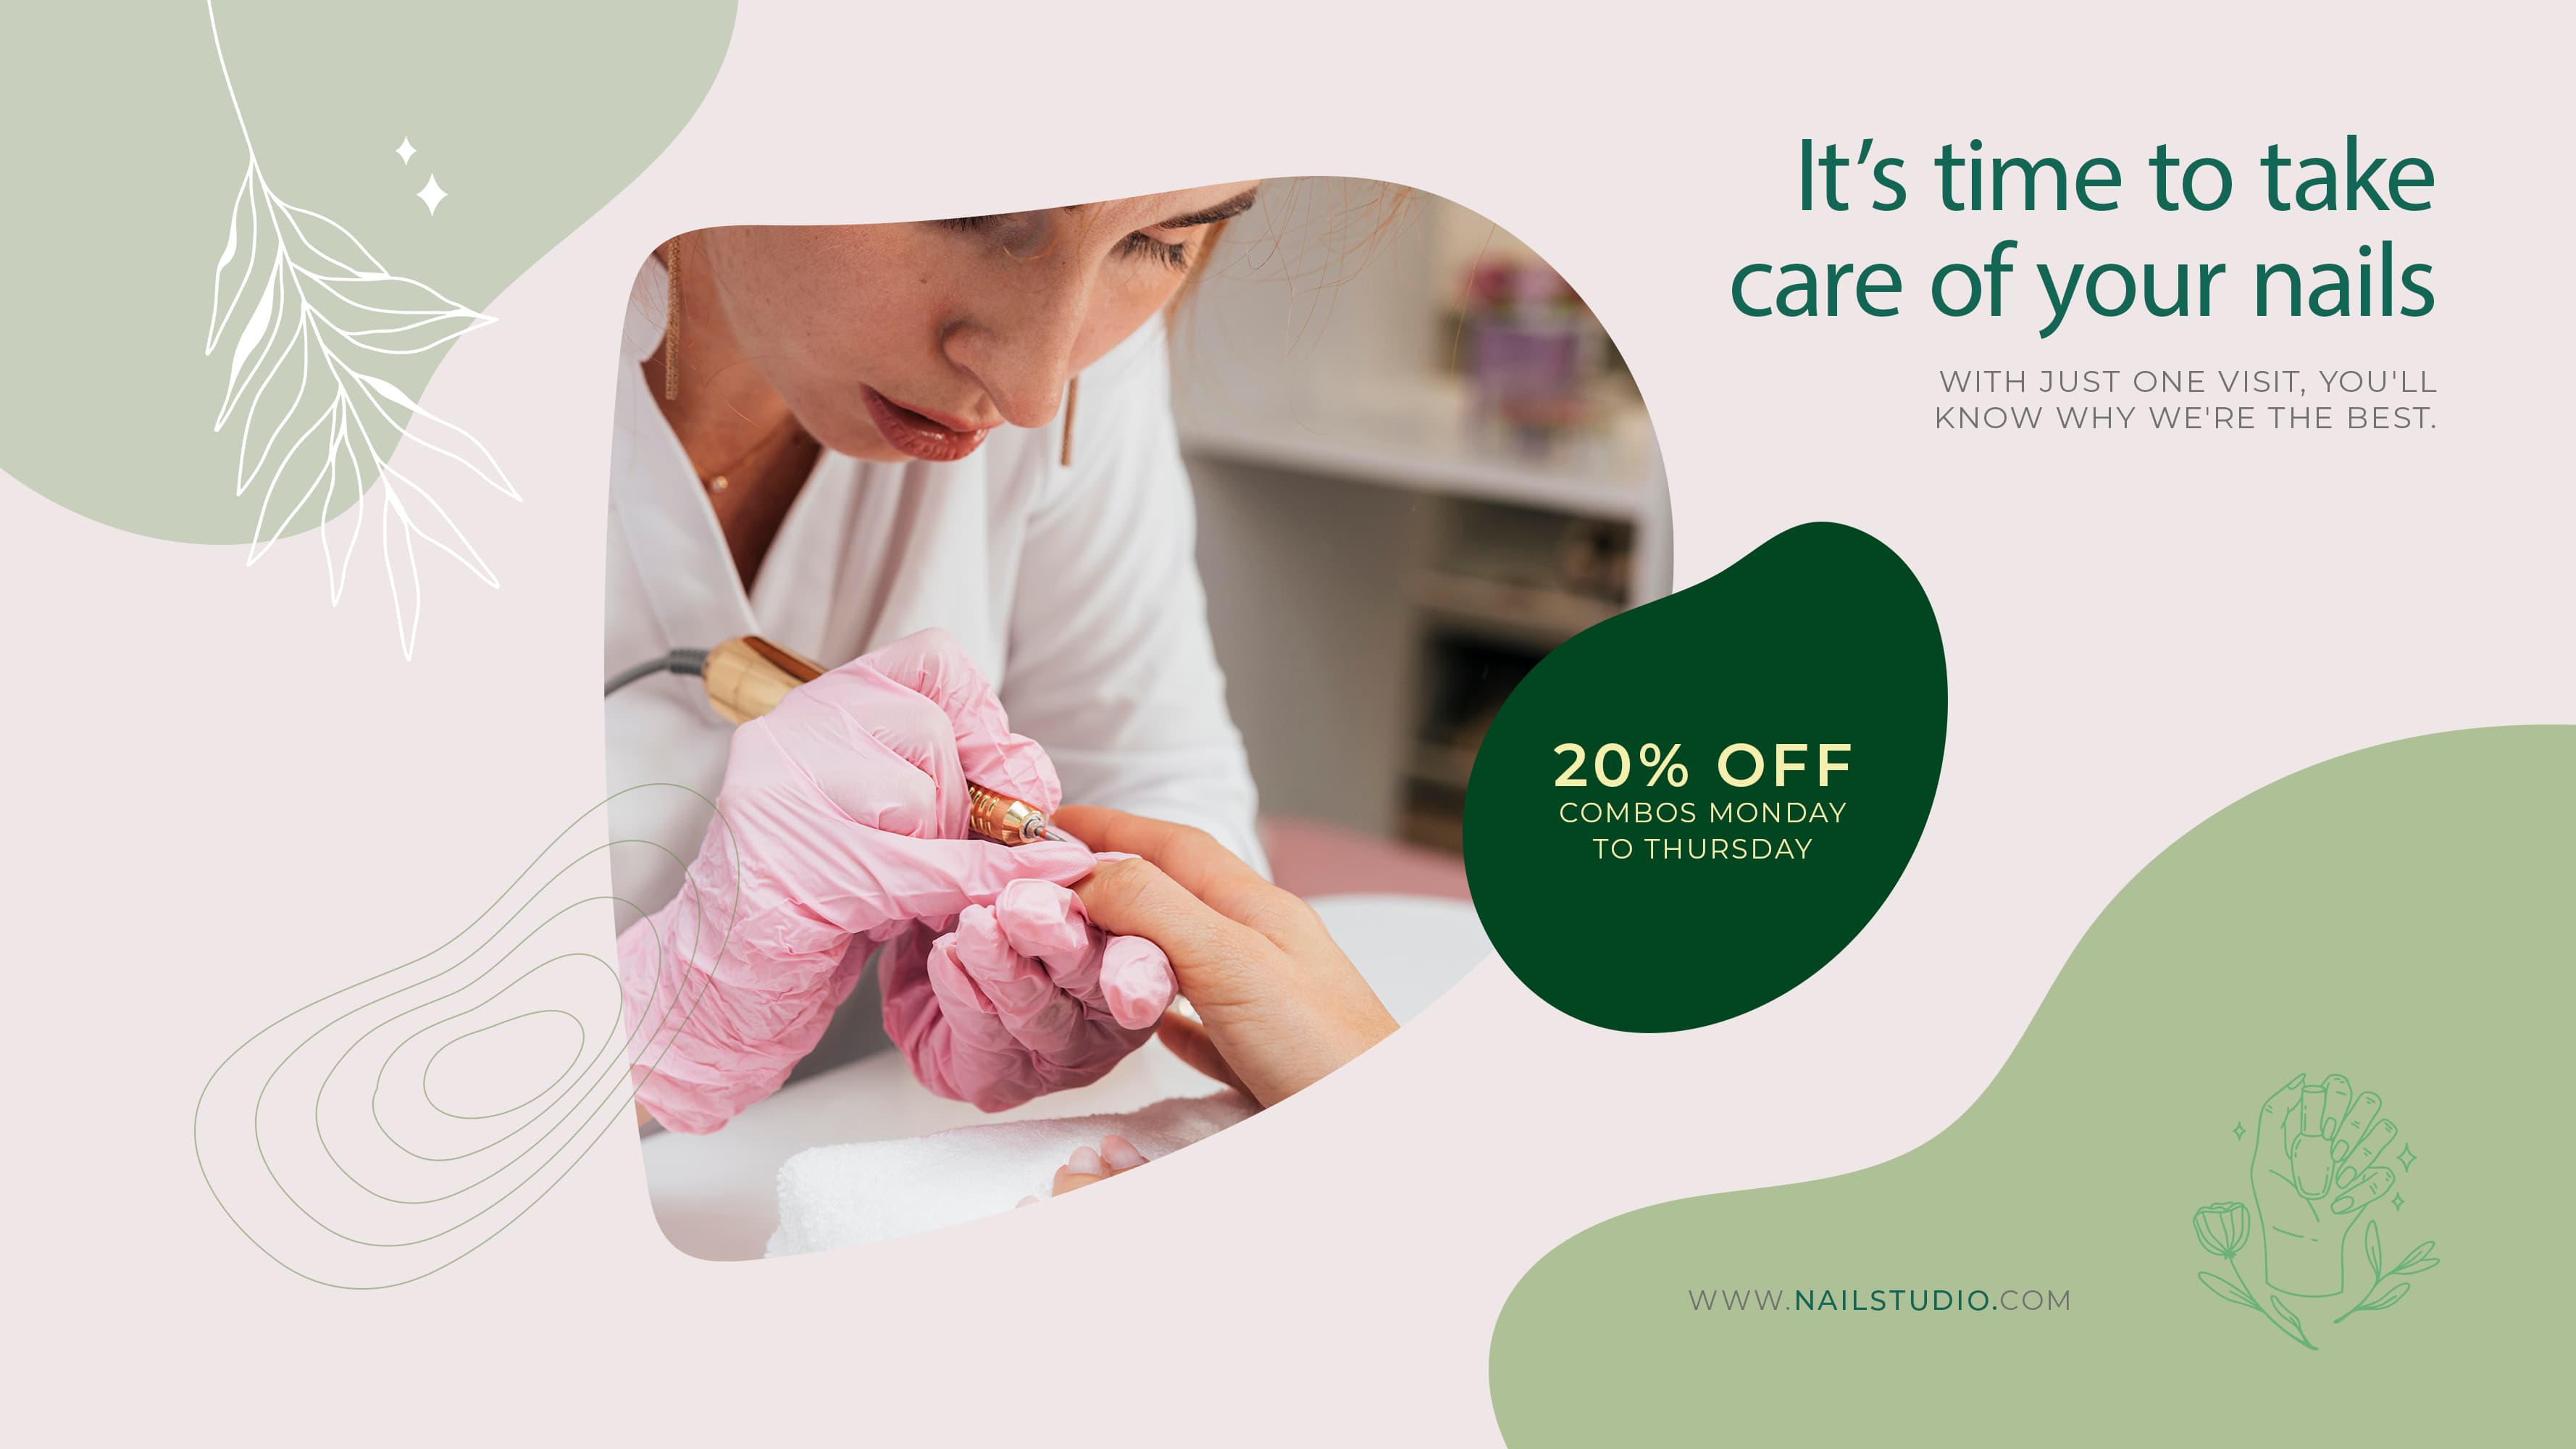 It’s time to take
care of your nails
WITH JUST ONE VISIT, YOU'LL
KNOW WHY WE'RE THE BEST.
20% OFF
COMBOS MONDAY
TO THURSDAY
WWW.NAILSTUDIO.COM